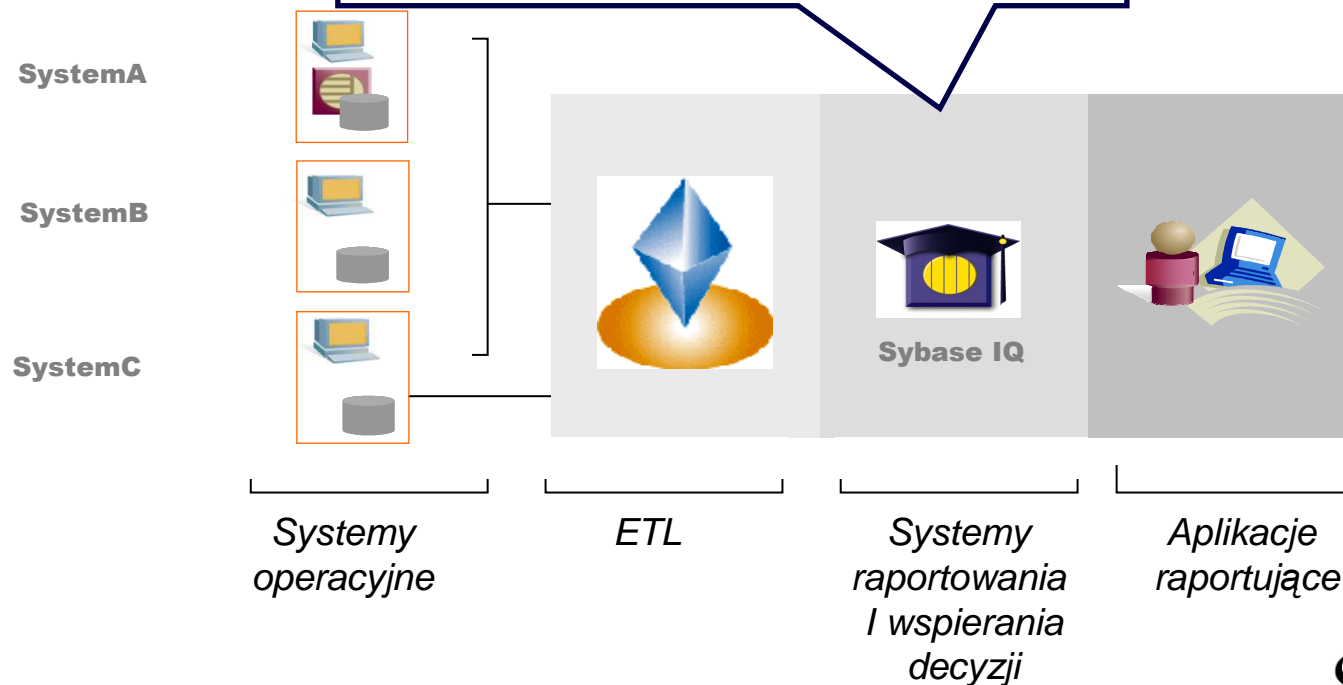 SystemA
SystemB
SystemC
Sybase IQ
Systemy
operacyjne
ETL
Systemy
raportowania
I wspierania
decyzji
Aplikacje
raportujące